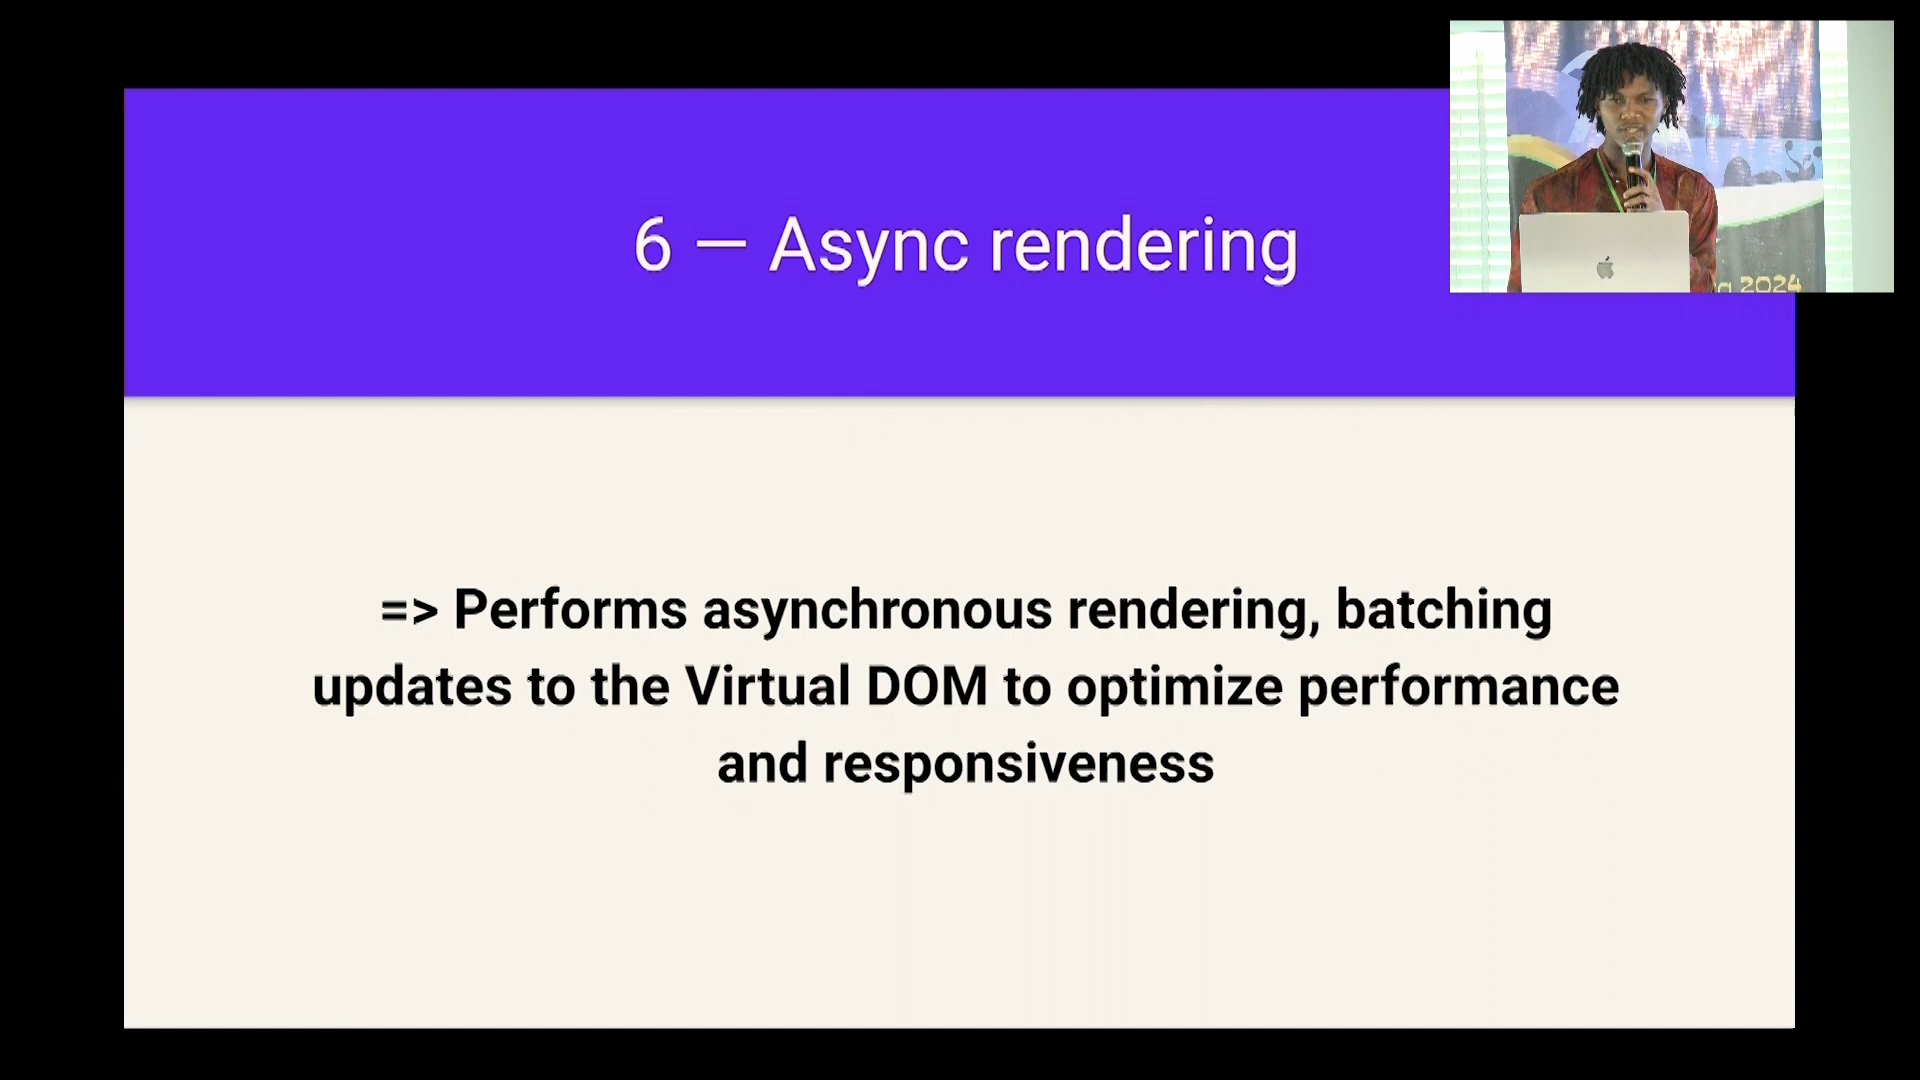 6 — Async rendering
=> Performs asynchronous rendering, batching
updates to the Virtual DOM to optimize performance
and responsiveness
2024